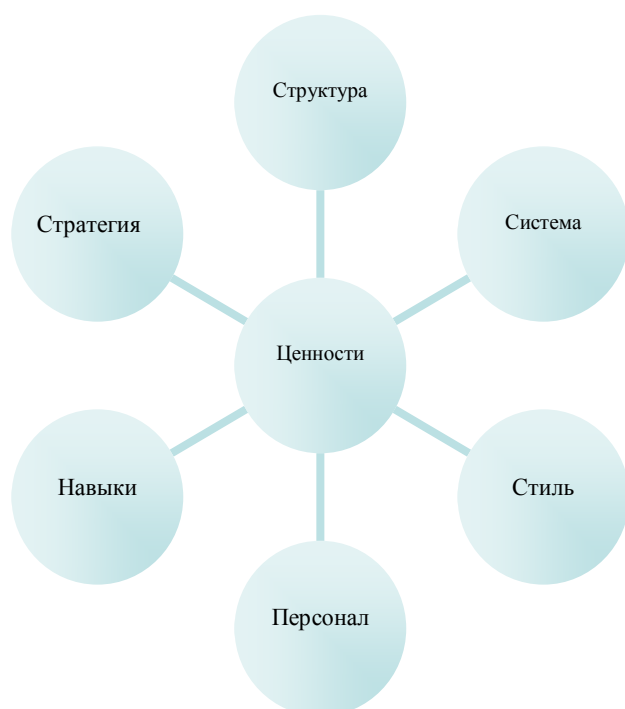 Структура
Стратегия
Система
Ценности
Навыки
Стиль
Персонал